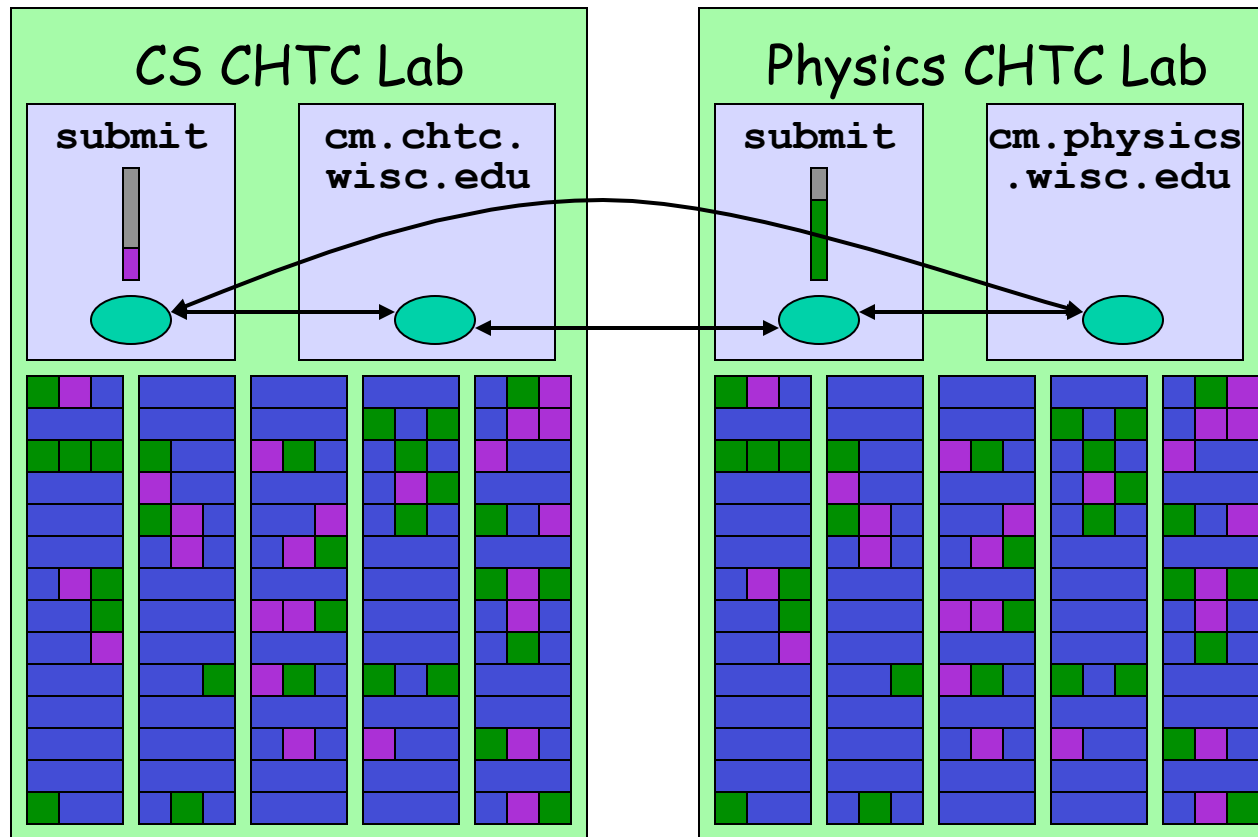 CS CHTC Lab
submit
cm.chtc.
wisc.edu
Physics CHTC Lab
submit
cm.physics
.wisc.edu